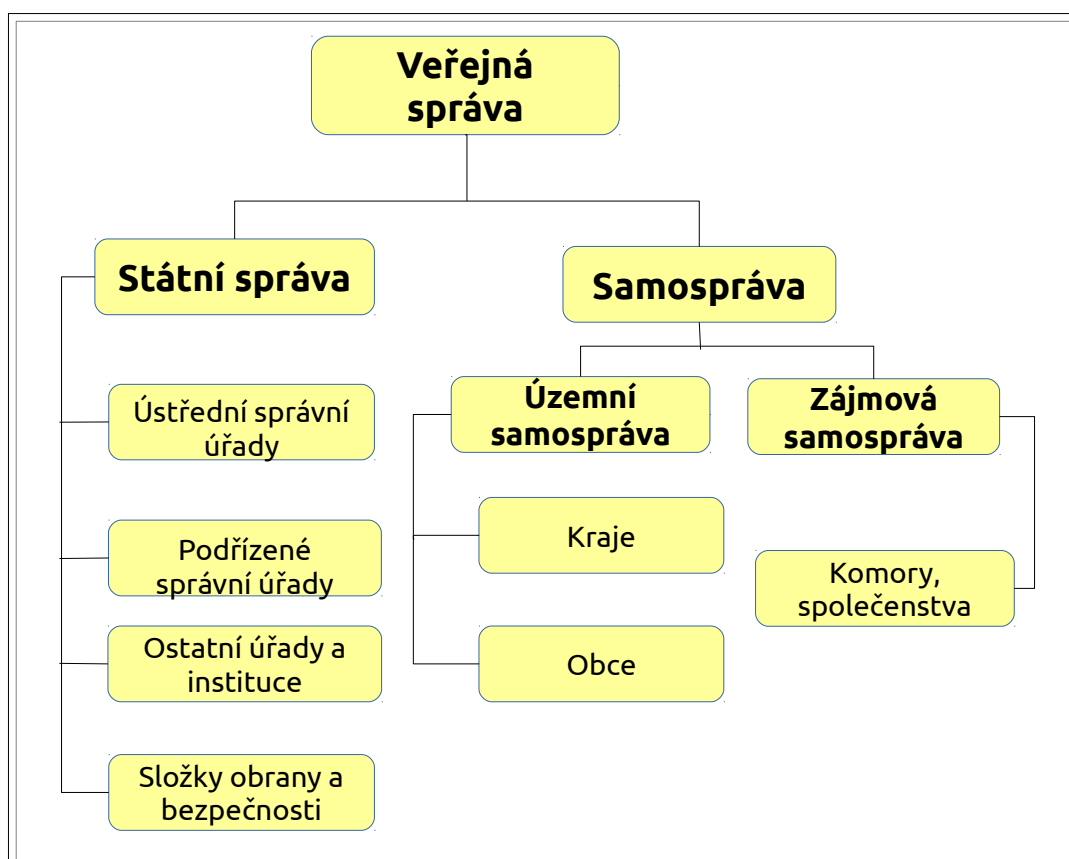 Veřejná
správa
Státní správa
Samospráva
Ústřední správní
úřady
Podřízené
správní úřady
Ostatní úřady a
instituce
Složky obrany a
bezpečnosti
Územní
samospráva
Kraje
Obce
Zájmová
samospráva
Komory,
společenstva